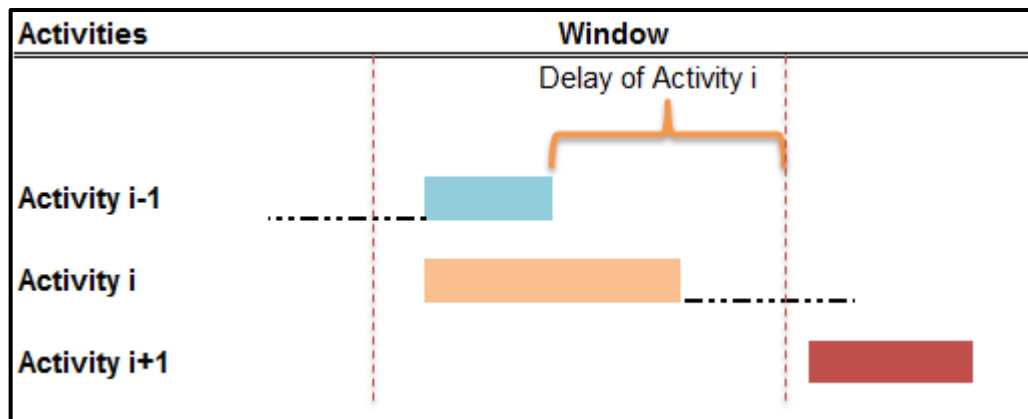 Activities Window
Delay of Activity i
Activity i-1
Activity i
Activity i+1